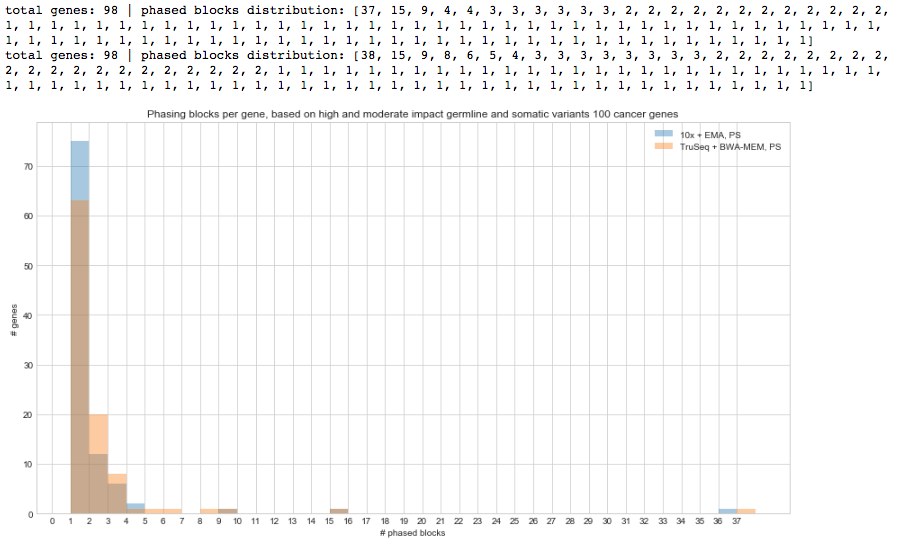 total genes: 98 | phased blocks distribution: [37, 15, 9, 4, 4, 3, 3, 3, 3, 3, 3, 2, 2, 2, 2, 2, 2, 2, 2, 2, 2, 2, 2,
1, 1, 1, 1, 1, 1, 1, 1, 1, 1, 1, 1, 1, 1, 1, 1, 1, 1, 1, 1, 1, 1, 1, 1, 1, 1, 1, 1, 1, 1, 1, 1, 1, 1, 1, 1, 1, 1, 1,
1, 1, 1, 1, 1, 1, 1, 1, 1, 1, 1, 1, 1, 1, 1, 1, 1, 1, 1, 1, 1, 1, 1, 1, 1, 1, 1, 1, 1, 1, 1, 1, 1, 1, 1, 1]
total genes: 98 | phased blocks distribution: [38, 15, 9, 8, 6, 5, 4, 3, 3, 3, 3, 3, 3, 3, 3, 2, 2, 2, 2, 2, 2, 2, 2,
2, 2, 2, 2, 2, 2, 2, 2, 2, 2, 2, 2, 1, 1, 1, 1, 1, 1, 1, 1, 1, 1, 1, 1, 1, 1, 1, 1, 1, 1, 1, 1, 1, 1, 1, 1, 1, 1, 1,
1, 1, 1, 1, 1, 1, 1, 1, 1, 1, 1, 1, 1, 1, 1, 1, 1, 1, 1, 1, 1, 1, 1, 1, 1, 1, 1, 1, 1, 1, 1, 1, 1, 1, 1, 1]
Phasing blocks per gene, based on high and moderate impact germline and somatic variants 100 cancer genes
10x + EMA, PS
TruSeq + BWA-MEM, PS
70
60
50
40
30
20
10
0
# genes
0 1 2 3 4 5 6 7 8 9 10 11 12 13 14 15 16 17 18 19 20 21 22 23 24 25 26 27 28 29 30 31 32 33 34 35 36 37
# phased blocks